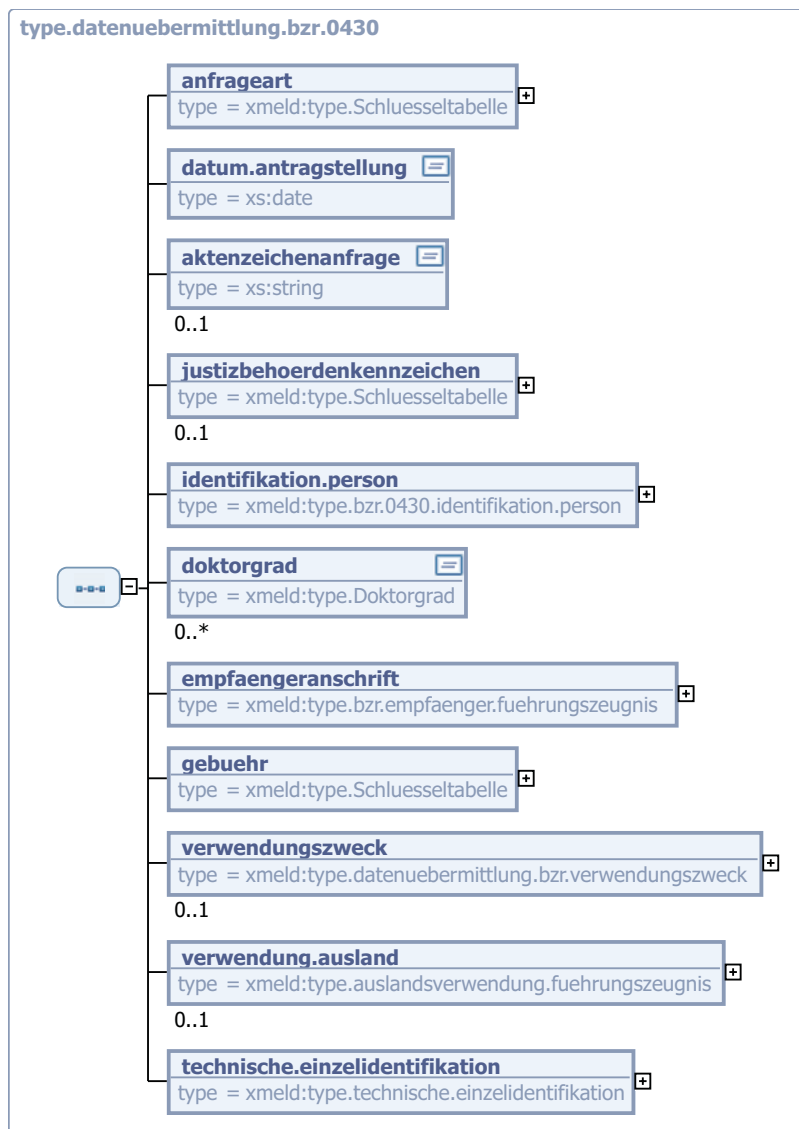 type.datenuebermittlung.bzr.0430
anfrageart
type = xmeld:type.Schluesseltabelle
datum.antragstellung
type = xs:date
aktenzeichenanfrage
type = xs:string
0..1
justizbehoerdenkennzeichen
type = xmeld:type.Schluesseltabelle
0..1
identifikation.person
type = xmeld:type.bzr.0430.identifikation.person
doktorgrad
type = xmeld:type.Doktorgrad
0..*
empfaengeranschrift
type = xmeld:type.bzr.empfaenger.fuehrungszeugnis
gebuehr
type = xmeld:type.Schluesseltabelle
verwendungszweck
type = xmeld:type.datenuebermittlung.bzr.verwendungszweck
0..1
verwendung.ausland
type = xmeld:type.auslandsverwendung.fuehrungszeugnis
0..1
technische.einzelidentifikation
type = xmeld:type.technische.einzelidentifikation